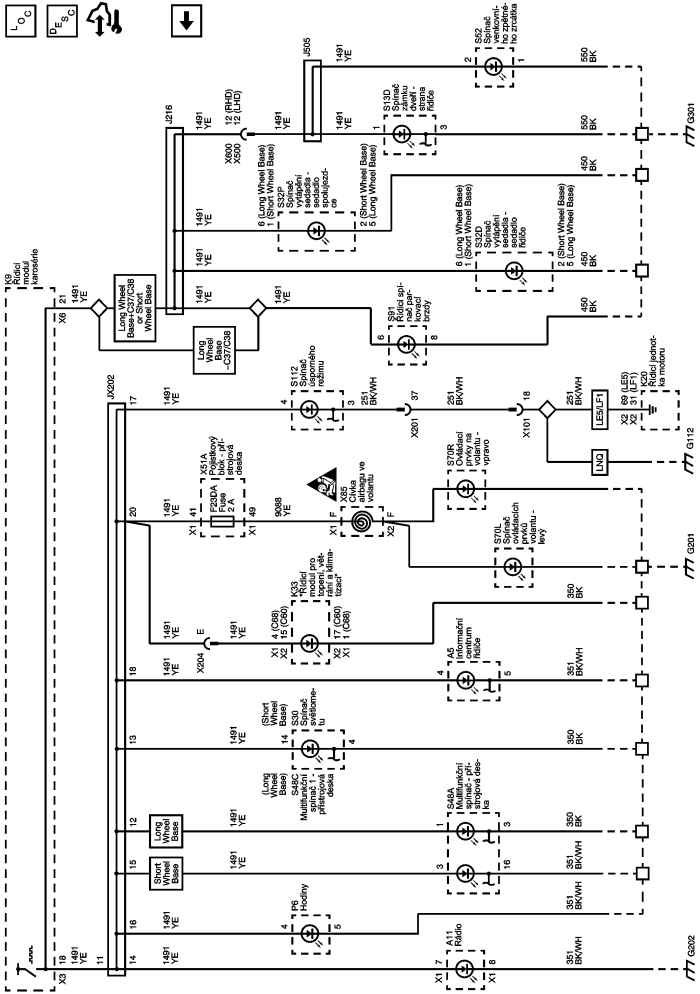 L O C
D E S C
K9
Řídicí
modul
karosérie
X3
18
1491
YE
X6
21
1491
YE
Long Wheel
Base+C37/C38
or Short
Wheel Base
Long
Wheel
Base
-C37/C38
J216
1491
YE
1491
YE
1491
YE
1491
YE
1491
YE
12 (RHD)
12 (LHD)
X600
X500
1491
YE
J505
1491
YE
1491
YE
2
S52
Spínač
venkovní-
ho zpětné-
ho zrcátka
1
550
BK
1
S13D
Spínač
zámku
dveří -
strana
řidiče
3
550
BK
G301
6 (Long Wheel Base)
1 (Short Wheel Base)
S32P
Spínač
vytápění
sedadla -
sedadlo
spolujezd-
ce
2 (Short Wheel Base)
5 (Long Wheel Base)
450
BK
6 (Long Wheel Base)
1 (Short Wheel Base)
S32D
Spínač
vytápění
sedadla -
sedadlo
řidiče
2 (Short Wheel Base)
5 (Long Wheel Base)
450
BK
6
S91
Řídicí spí-
nač par-
kovací
brzdy
8
450
BK
JX202
17
1491
YE
4
S112
Spínač
úsporného
režimu
3
251
BK/WH
37
X201
251
BK/WH
18
X101
251
BK/WH
LE5/LF1
LNQ
69 (LE5)
31 (LF1)
X2
X2
K20
Řídicí jednot-
ka motoru
G112
20
1491
YE
X51A
Pojistkový
blok - pří-
strojová
deska
X1
41
F23DA
Fuse
2 A
X1
49
9088
YE
X85
Cívka
airbagu ve
volantu
X1
F
X2
F
S70R
Ovládací
prvky na
volantu -
vpravo
S70L
Spínač
ovládacích
prvků
volantu -
levý
G201
1491
YE
X204
E
1491
YE
K33
"Řídicí
modul pro
topení, vět-
rání a klima-
tizaci"
X1
4 (C68)
X2
15 (C60)
X2
17 (C60)
X1
1 (C68)
350
BK
18
1491
YE
4
A5
Informační
centrum
řidiče
5
351
BK/WH
13
1491
YE
(Short
Wheel
Base)
14
S30
Spínač
světlome-
tu
(Long
Wheel
Base)
S48C
Multifunkční
spínač 1 -
přístrojová
deska
4
350
BK
12
Long
Wheel
Base
1491
YE
1
S48A
Multifunkční
spínač - pří-
strojová des-
ka
3
350
BK
15
Short
Wheel
Base
1491
YE
3
16
351
BK/WH
16
1491
YE
4
P6
Hodiny
5
351
BK/WH
11
14
1491
YE
X1
7
A11
Rádio
X1
8
351
BK/WH
G202